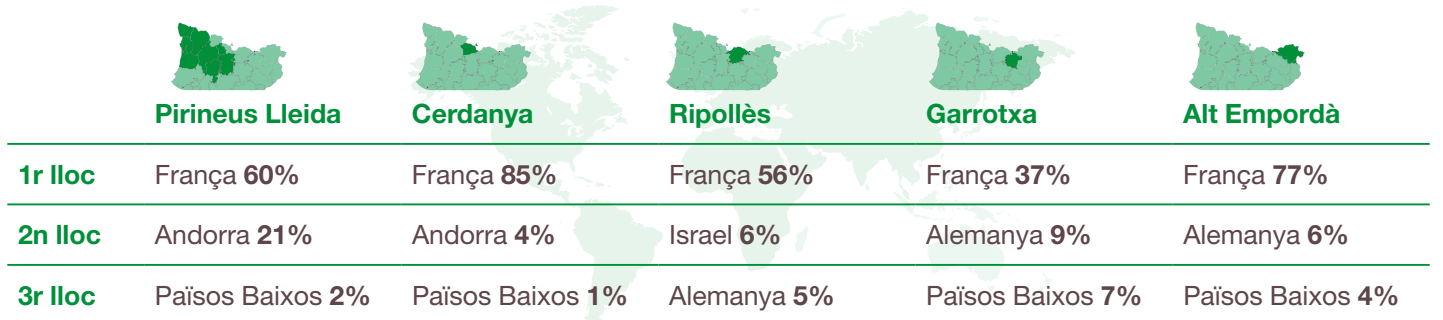 Pirineus Lleida Cerdanya Ripollès Garrotxa Alt Empordà
1r lloc França 60% França 85% França 56% França 37% França 77%
2n lloc Andorra 21% Andorra 4% Israel 6% Alemanya 9% Alemanya 6%
3r lloc Països Baixos 2% Països Baixos 1% Alemanya 5% Països Baixos 7% Països Baixos 4%